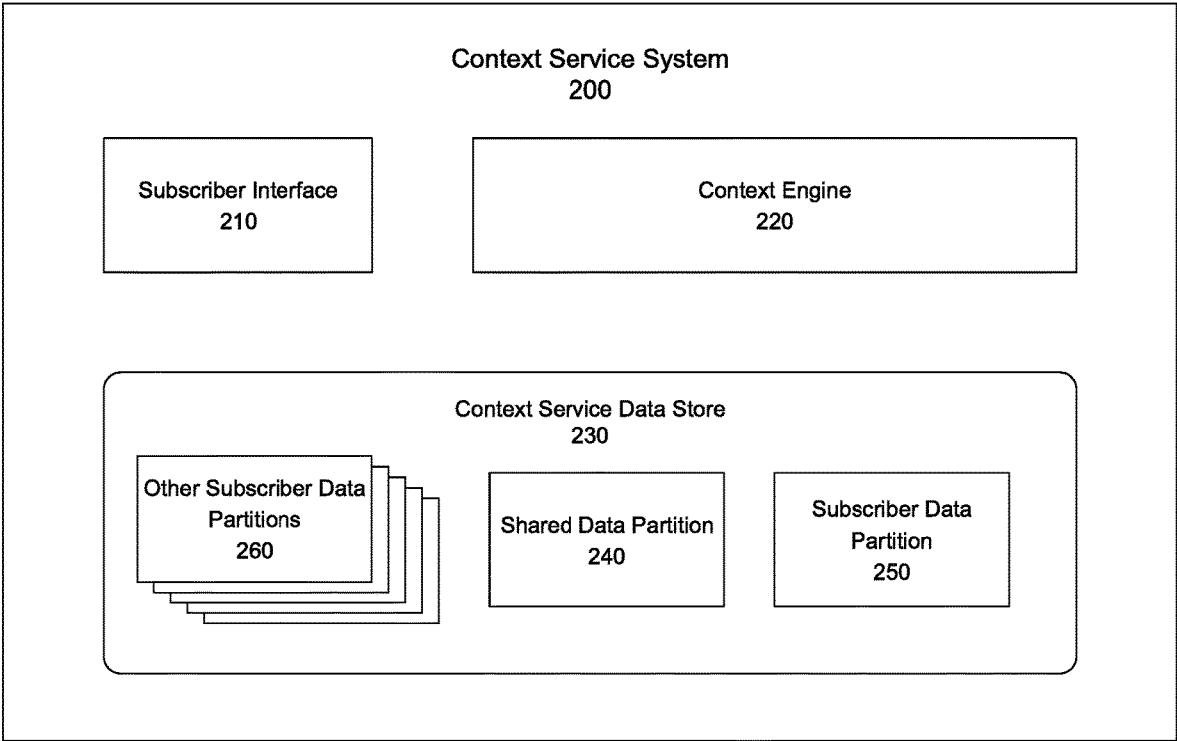 Context Service System
200
Subscriber Interface
210
Context Engine
220
Context Service Data Store
230
Other Subscriber Data
Partitions
260
Shared Data Partition
240
Subscriber Data
Partition
250